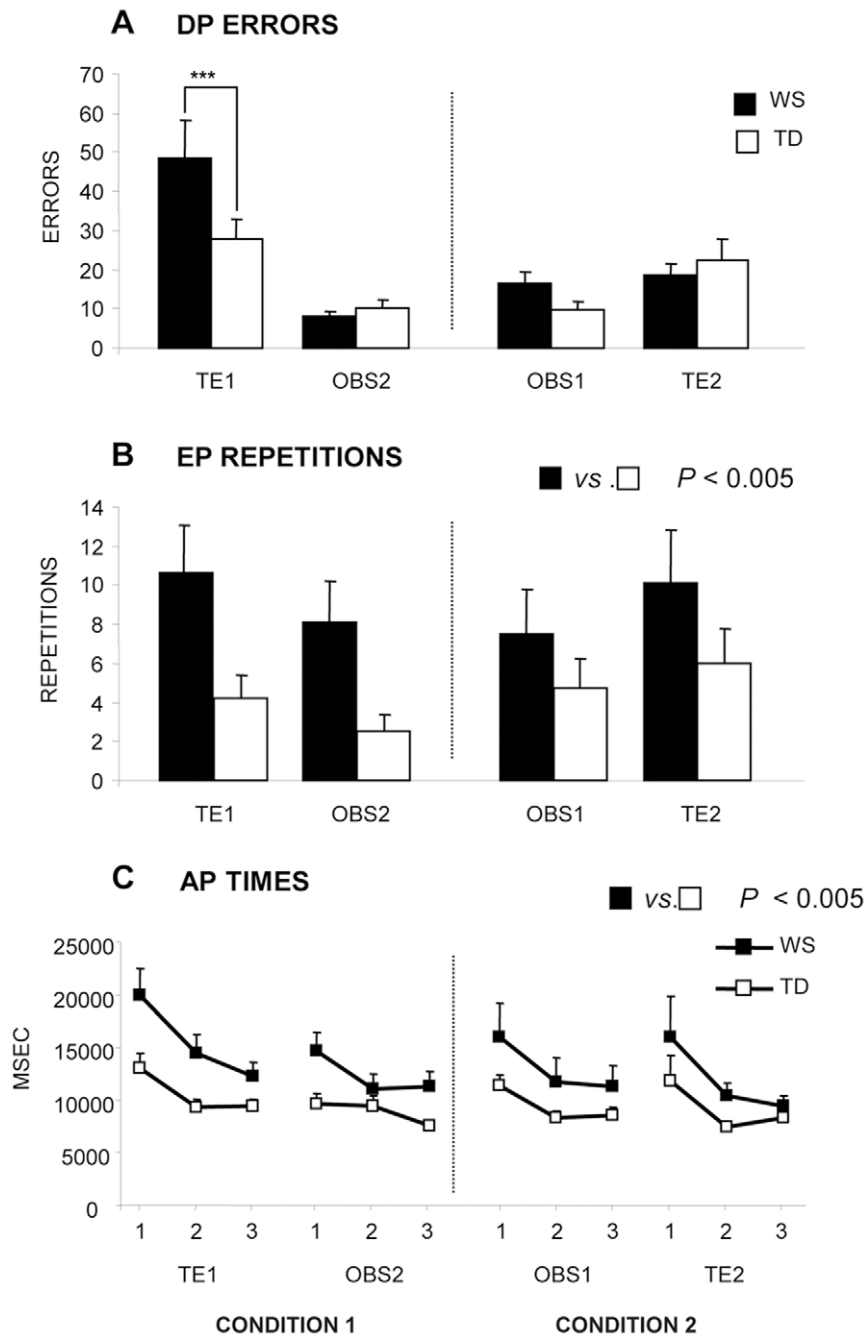 A DP ERRORS
70
60
50
40
30
20
10
0
ERRORS
***
WS
TD
TE1 OBS2 OBS1 TE2
B EP REPETITIONS
vs . P < 0.005
14
12
10
8
6
4
2
0
REPETITIONS
TE1 OBS2 OBS1 TE2
C AP TIMES
vs. P < 0.005
WS
TD
25000
20000
15000
10000
5000
0
MSEC
1 2 3 1 2 3 1 2 3 1 2 3
TE1 OBS2 OBS1 TE2
CONDITION 1 CONDITION 2